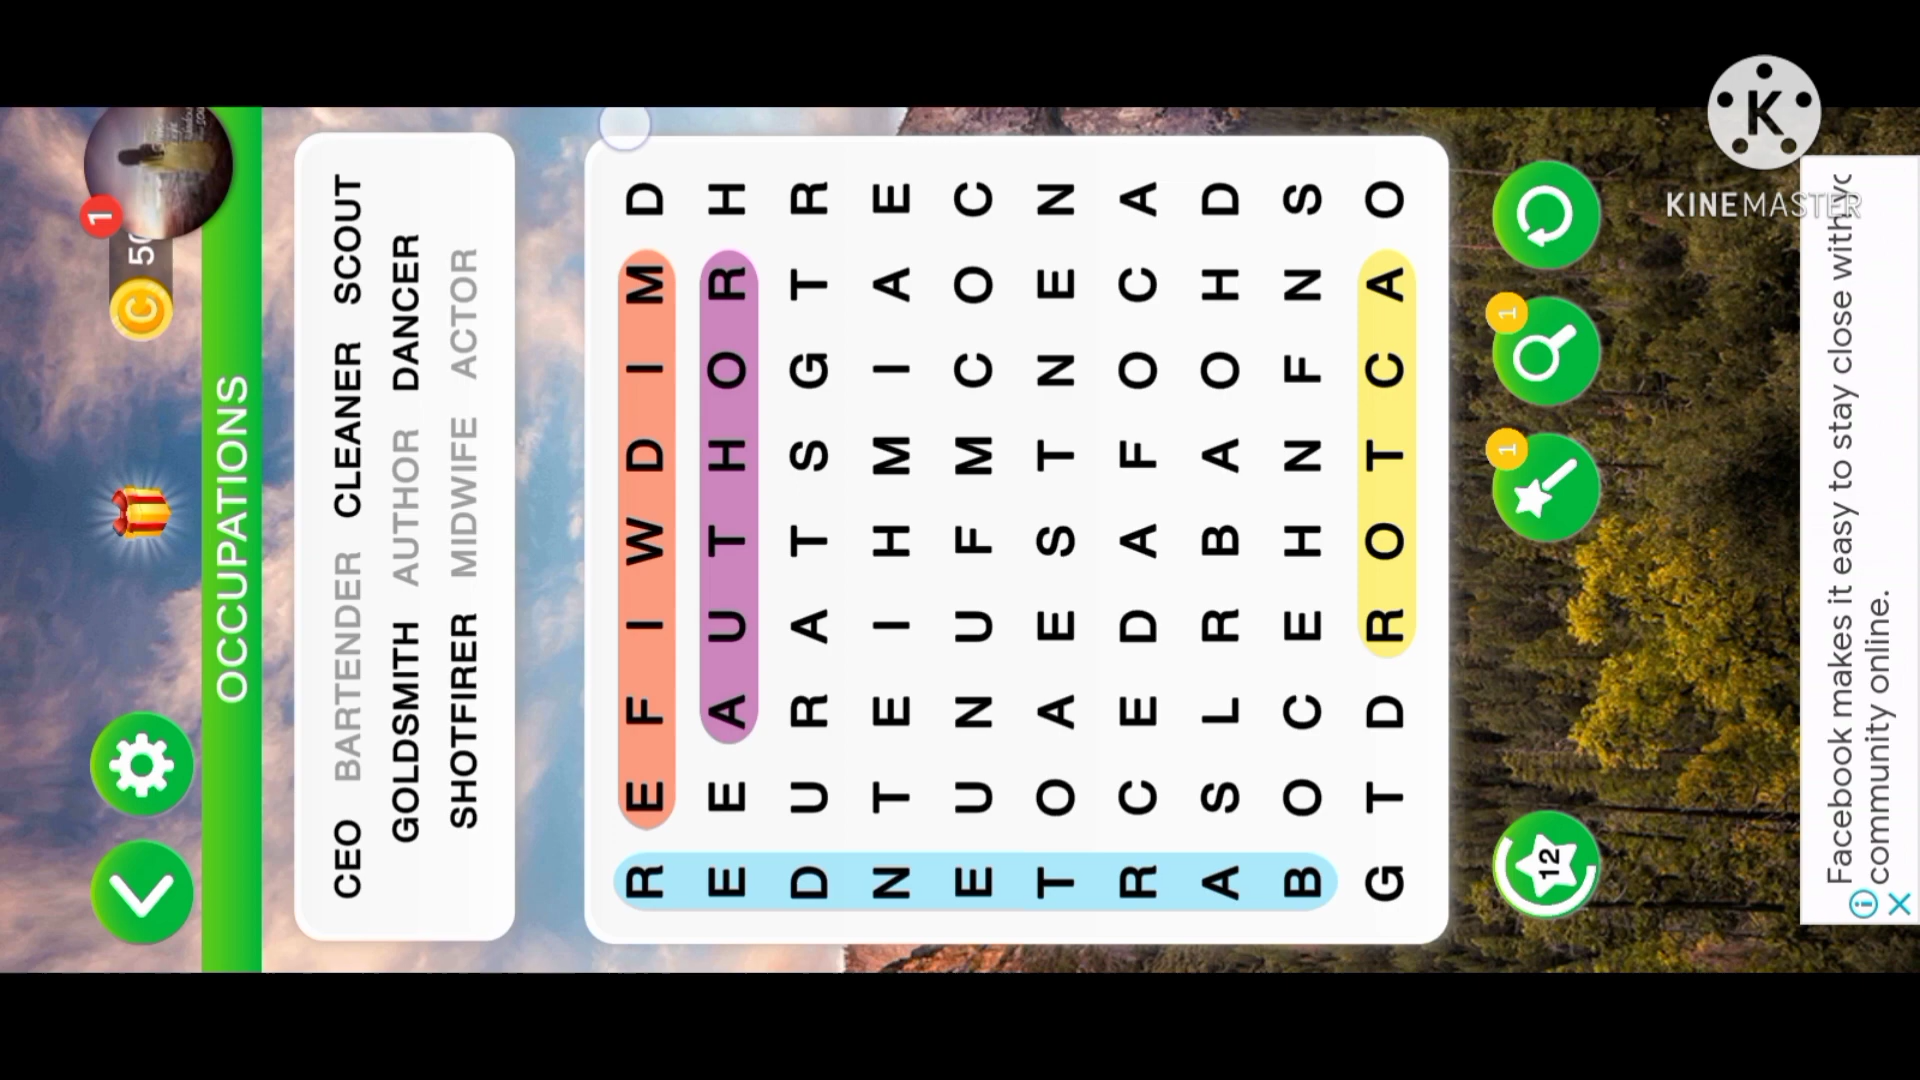 C 1
OCCUPATIONS
CEO BARTENDER CLEANER SCOUT
GOLDSMITH AUTHOR DANCER
SHOTFIRER MIDWIFE ACTOR
R E F I W D I M D
E E A U T H O R H
D U R A T S G T R
N T E I H M I A E
E U N U F M C O C
T O A E S T N E N
R C E D A F O C A
A S L R B A O H D
B O C E H N F N S
G T D R O T C A O
12 1 1
Facebook makes it easy to stay close with
community online.
K
KINEMASTER